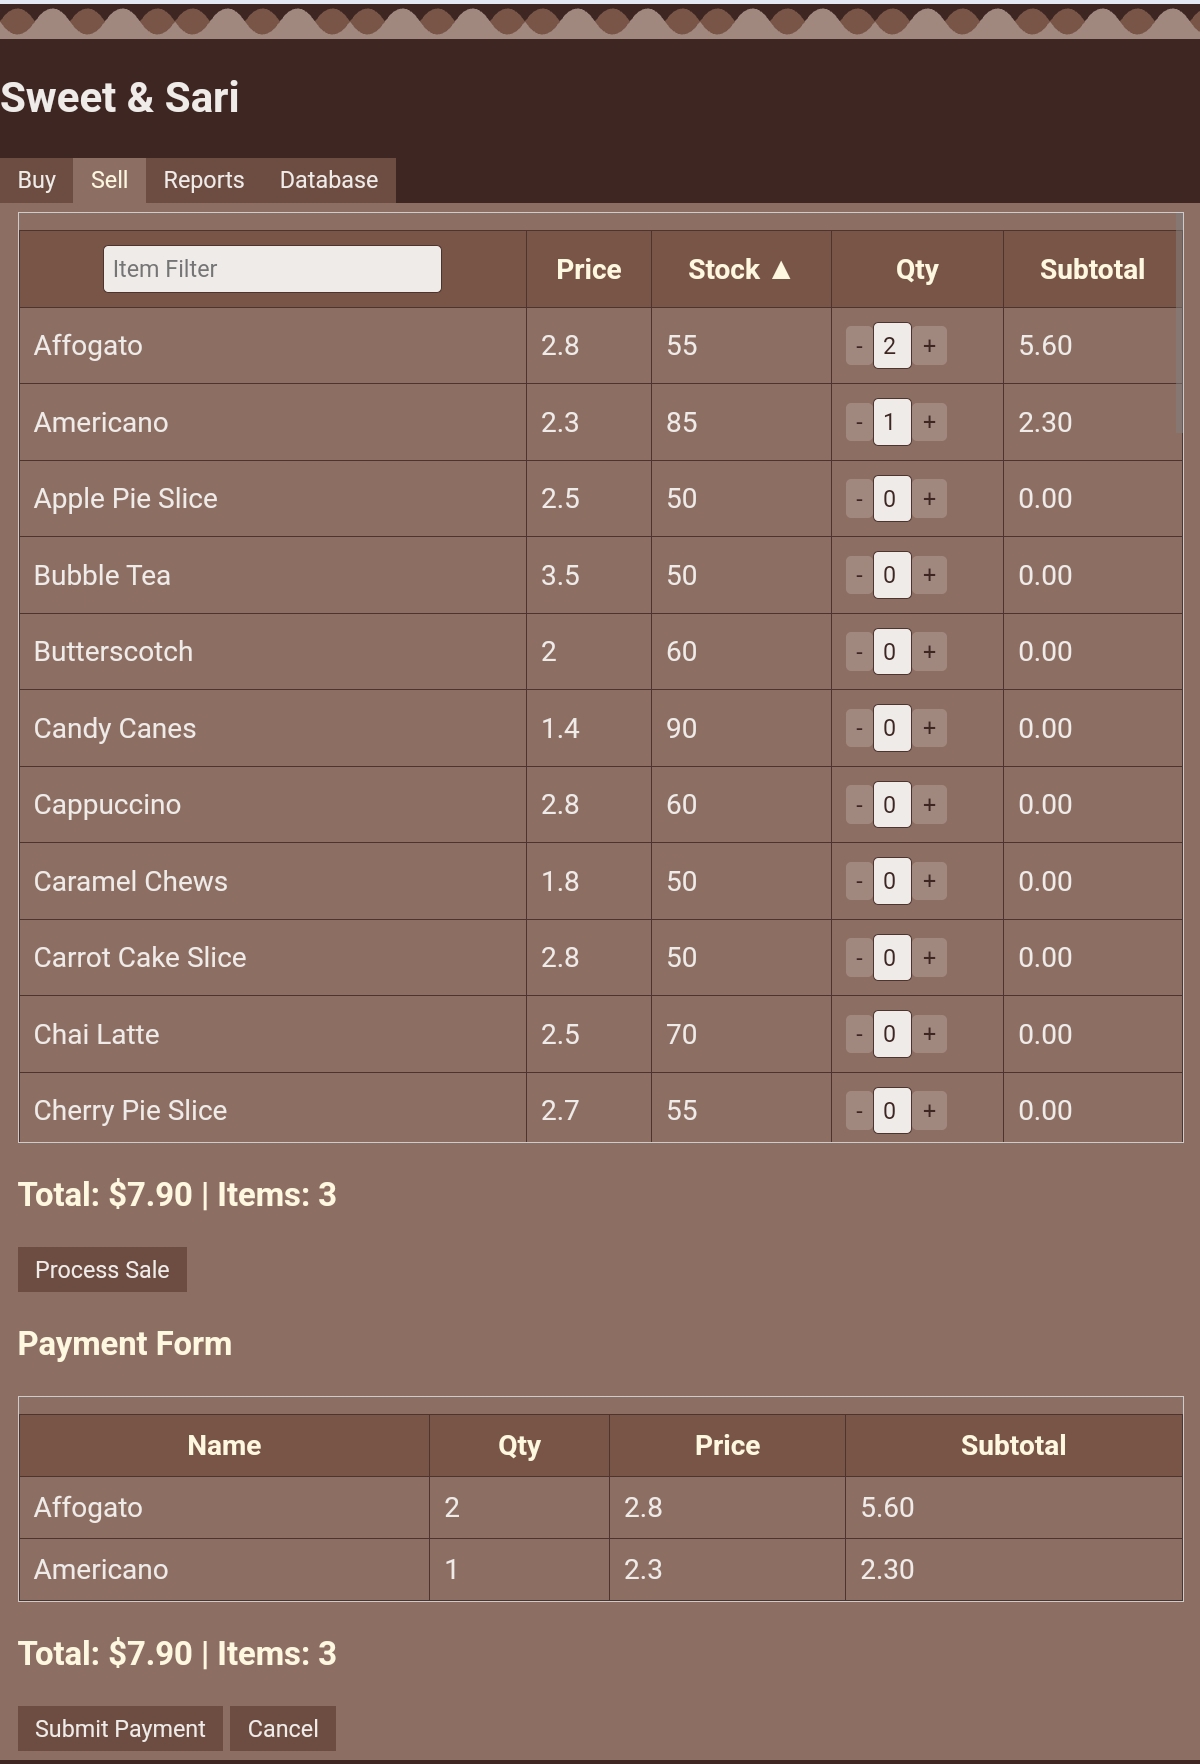 Sweet & Sari
Buy Sell Reports Database
Item Filter Price Stock ▲ Qty Subtotal
Affogato 2.8 55 - 2 + 5.60
Americano 2.3 85 - 1 + 2.30
Apple Pie Slice 2.5 50 - 0 + 0.00
Bubble Tea 3.5 50 - 0 + 0.00
Butterscotch 2 60 - 0 + 0.00
Candy Canes 1.4 90 - 0 + 0.00
Cappuccino 2.8 60 - 0 + 0.00
Caramel Chews 1.8 50 - 0 + 0.00
Carrot Cake Slice 2.8 50 - 0 + 0.00
Chai Latte 2.5 70 - 0 + 0.00
Cherry Pie Slice 2.7 55 - 0 + 0.00
Total: $7.90 | Items: 3
Process Sale
Payment Form
Name Qty Price Subtotal
Affogato 2 2.8 5.60
Americano 1 2.3 2.30
Total: $7.90 | Items: 3
Submit Payment Cancel